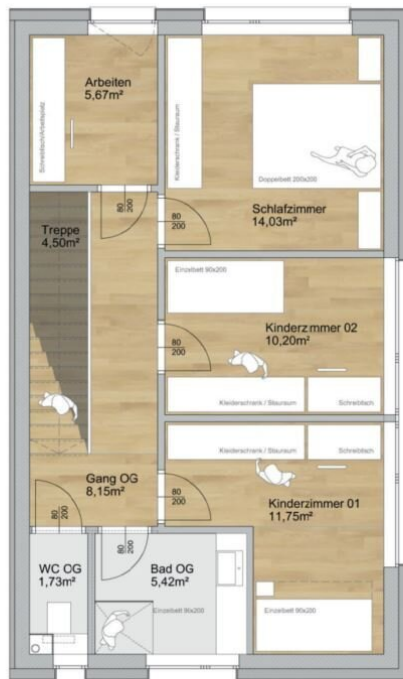 Arbeiten
5,67m²
Schreibtisch/Arbeitsplatz
Kleiderschrank / Stauraum
Doppelbett 200x200
Schlafzimmer
14,03m²
80
200
80
200
Treppe
4,50m²
Einzelbett 90x200
Kinderzimmer 02
10,20m²
80
200
Kleiderschrank / Stauraum
Schreibtisch
Kleiderschrank / Stauraum
Schreibtisch
Gang OG
8,15m²
80
200
Kinderzimmer 01
11,75m²
80
200
80
200
WC OG
1,73m²
Bad OG
5,42m²
Einzelbett 90x200
Einzelbett 90x200